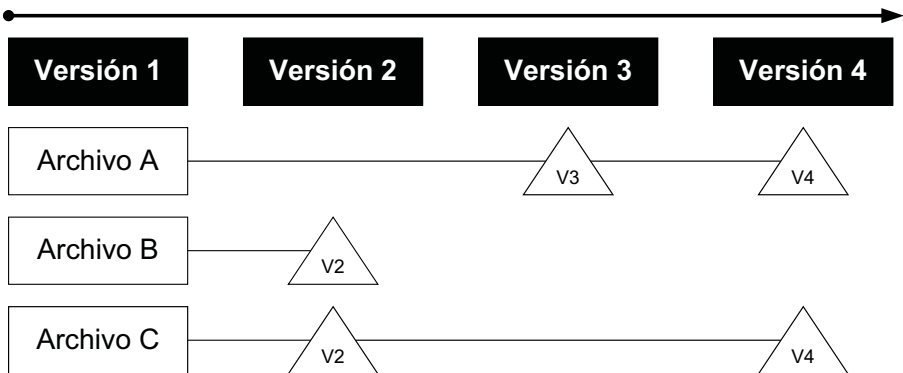 Versión 1 Versión 2 Versión 3 Versión 4
Archivo A V3 V4
Archivo B V2
Archivo C V2 V4